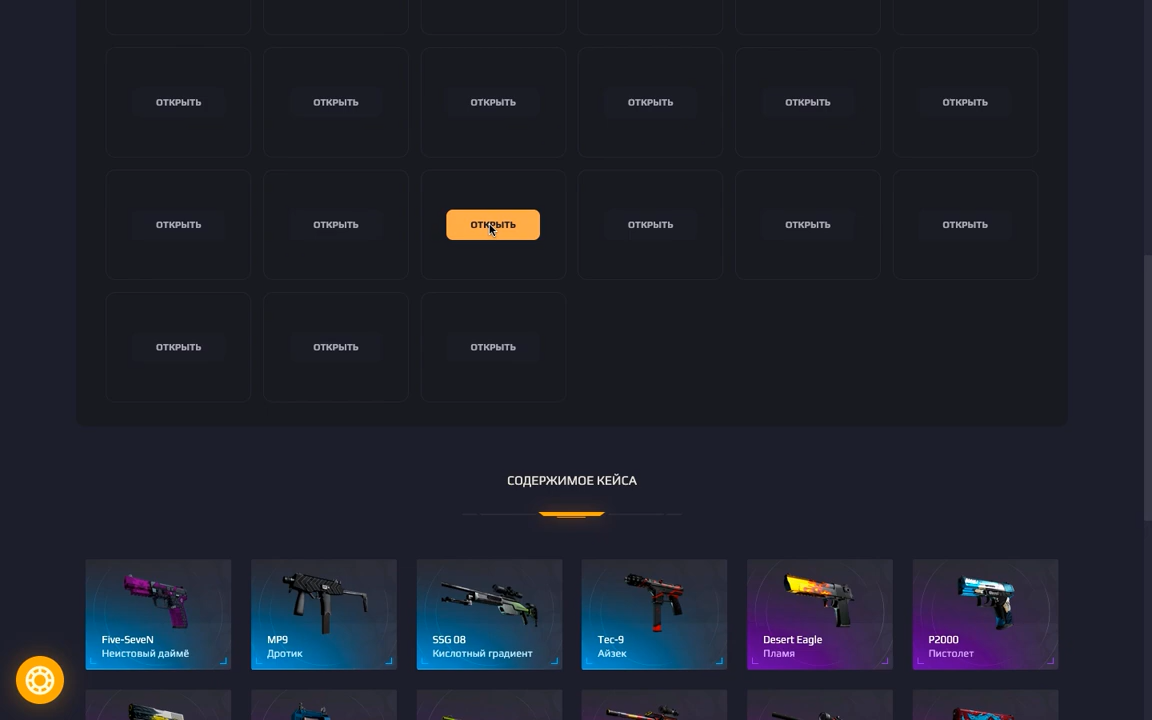 ОТКРЫТЬ ОТКРЫТЬ ОТКРЫТЬ ОТКРЫТЬ ОТКРЫТЬ ОТКРЫТЬ
ОТКРЫТЬ ОТКРЫТЬ ОТКРЫТЬ ОТКРЫТЬ ОТКРЫТЬ ОТКРЫТЬ
ОТКРЫТЬ ОТКРЫТЬ ОТКРЫТЬ
СОДЕРЖИМОЕ КЕЙСА
Five-SeveN
Неистовый даймё
MP9
Дротик
SSG 08
Кислотный градиент
Tec-9
Айзек
Desert Eagle
Пламя
P2000
Пистолет